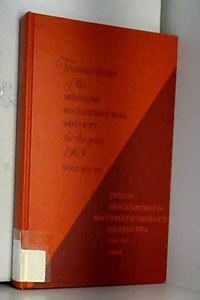 Transactions
of the
MOSCOW
MATHEMATICAL
SOCIETY
for the year
1969
ТРУДЫ
МОСКОВСКОГО
МАТЕМАТИЧЕСКОГО
ОБЩЕСТВА